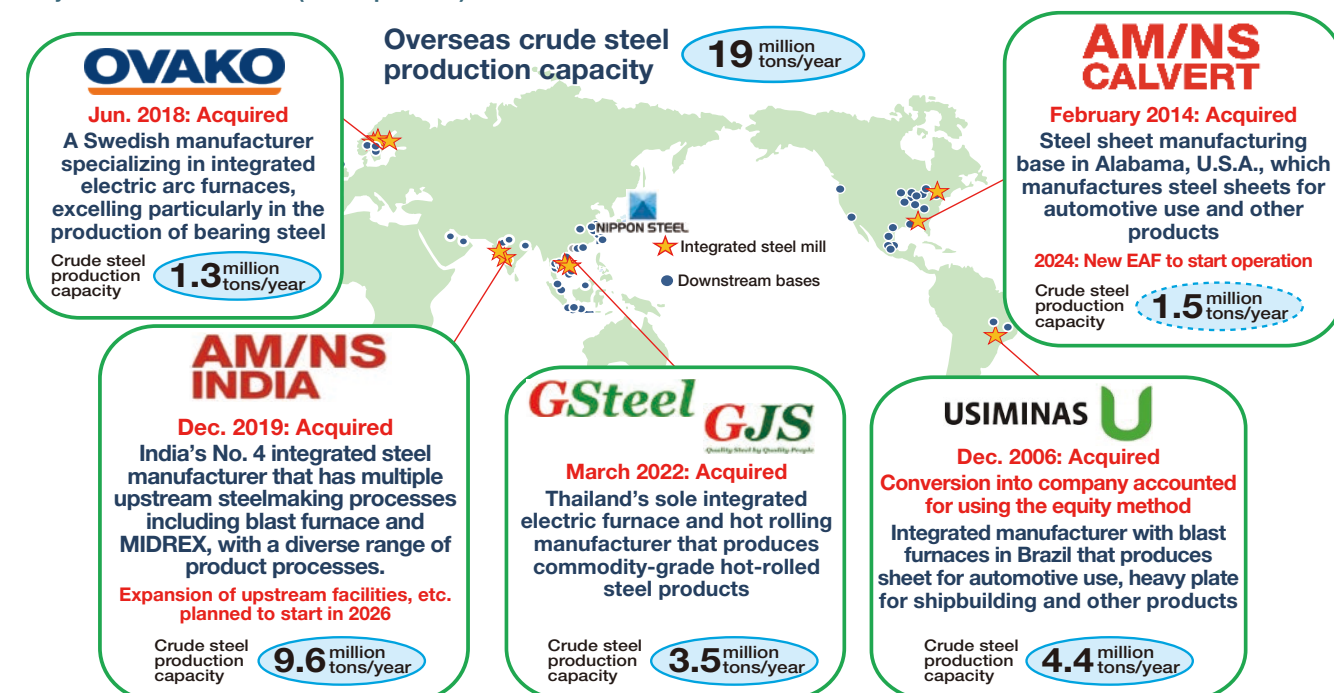 Overseas crude steel
production capacity
19 million
tons/year
OVAKO
Jun. 2018: Acquired
A Swedish manufacturer
specializing in integrated
electric arc furnaces,
excelling particularly in the
production of bearing steel
Crude steel
production
capacity
1.3 million
tons/year
AM/NS
CALVERT
February 2014: Acquired
Steel sheet manufacturing
base in Alabama, U.S.A., which
manufactures steel sheets for
automotive use and other
products
2024: New EAF to start operation
Crude steel
production
capacity
1.5 million
tons/year
NIPPON STEEL
Integrated steel mill
Downstream bases
AM/NS
INDIA
Dec. 2019: Acquired
India's No. 4 integrated steel
manufacturer that has multiple
upstream steelmaking processes
including blast furnace and
MIDREX, with a diverse range of
product processes.
Expansion of upstream facilities, etc.
planned to start in 2026
Crude steel
production
capacity
9.6 million
tons/year
GSteel
GJS
Quality Steel by Quality People
March 2022: Acquired
Thailand's sole integrated
electric furnace and hot rolling
manufacturer that produces
commodity-grade hot-rolled
steel products
Crude steel
production
capacity
3.5 million
tons/year
USIMINAS
Dec. 2006: Acquired
Conversion into company accounted
for using the equity method
Integrated manufacturer with blast
furnaces in Brazil that produces
sheet for automotive use, heavy plate
for shipbuilding and other products
Crude steel
production
capacity
4.4 million
tons/year